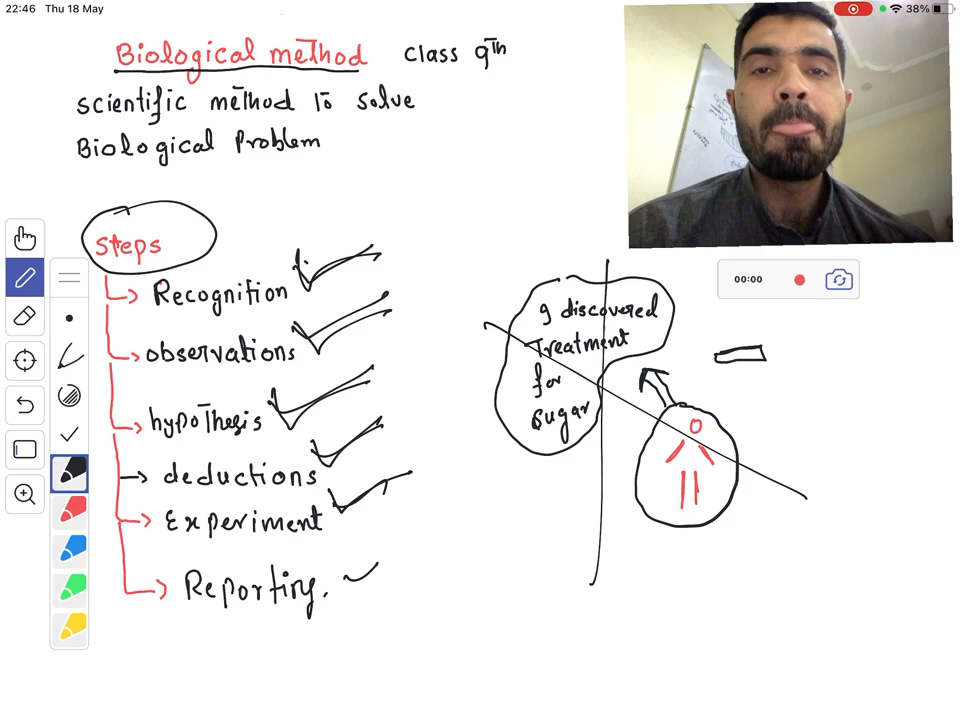 22:46 Thu 18 May
38%
Biological method class 9th
scientific method to solve
Biological Problem
Steps
Recognition
observations
hypothesis
deductions
Experiment
Reporting.
00:00
9 discovered
Treatment
for
Sugar